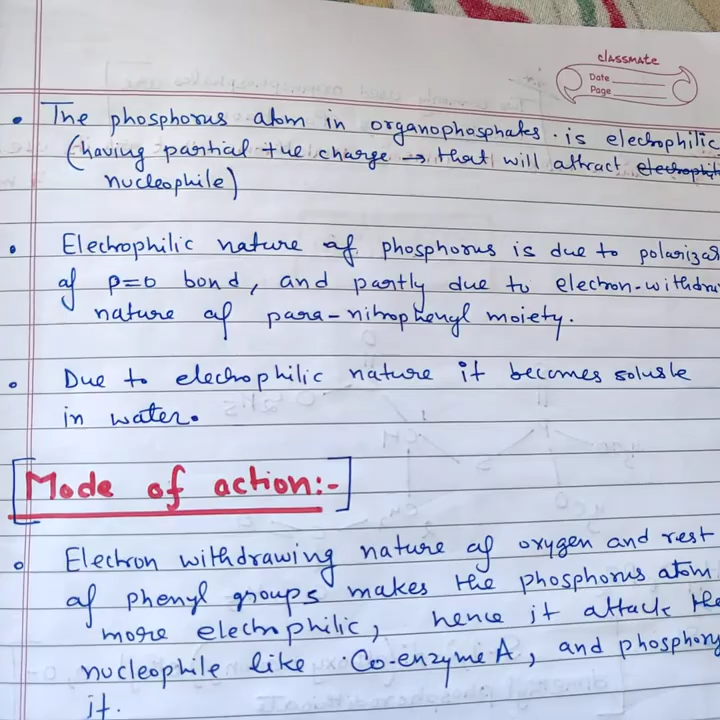 classmate
Date
Page
• The phosphorus atom in organophosphates is electrophilic
(having partial +ve charge → that will attract
nucleophile)
• Electrophilic nature of phosphorus is due to polarizat
of P=O bond, and partly due to electron-withdra
nature of para-nitrophenyl moiety.
• Due to electrophilic nature it becomes soluble
in water.
Mode of action:-
• Electron withdrawing nature of oxygen and rest
of phenyl groups makes the phosphorus atom
more electrophilic, hence it attack the
nucleophile like Co-enzyme A, and phosphory
it.